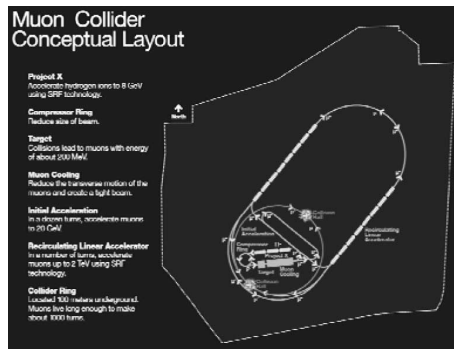 Muon Collider
Conceptual Layout
Project X
Accelerate hydrogen ions to 8 GeV
using SRF technology.
Compressor Ring
Reduce size of beam.
Target
Collisions lead to muons with energy
of about 200 MeV.
Muon Cooling
Reduce the transverse motion of the
muons and create a tight beam.
Initial Acceleration
In a dozen turns, accelerate muons
to 20 GeV.
Recirculating Linear Accelerator
In a number of turns, accelerate
muons up to 2 TeV using SRF
technology.
Collider Ring
Located 100 meters underground.
Muons live long enough to make
about 1000 turns.
North
Collision
Hall
Initial
Acceleration
Compressor
Ring
Project X
Target
Muon
Cooling
Recirculating
Linear
Accelerator
Collision
Hall